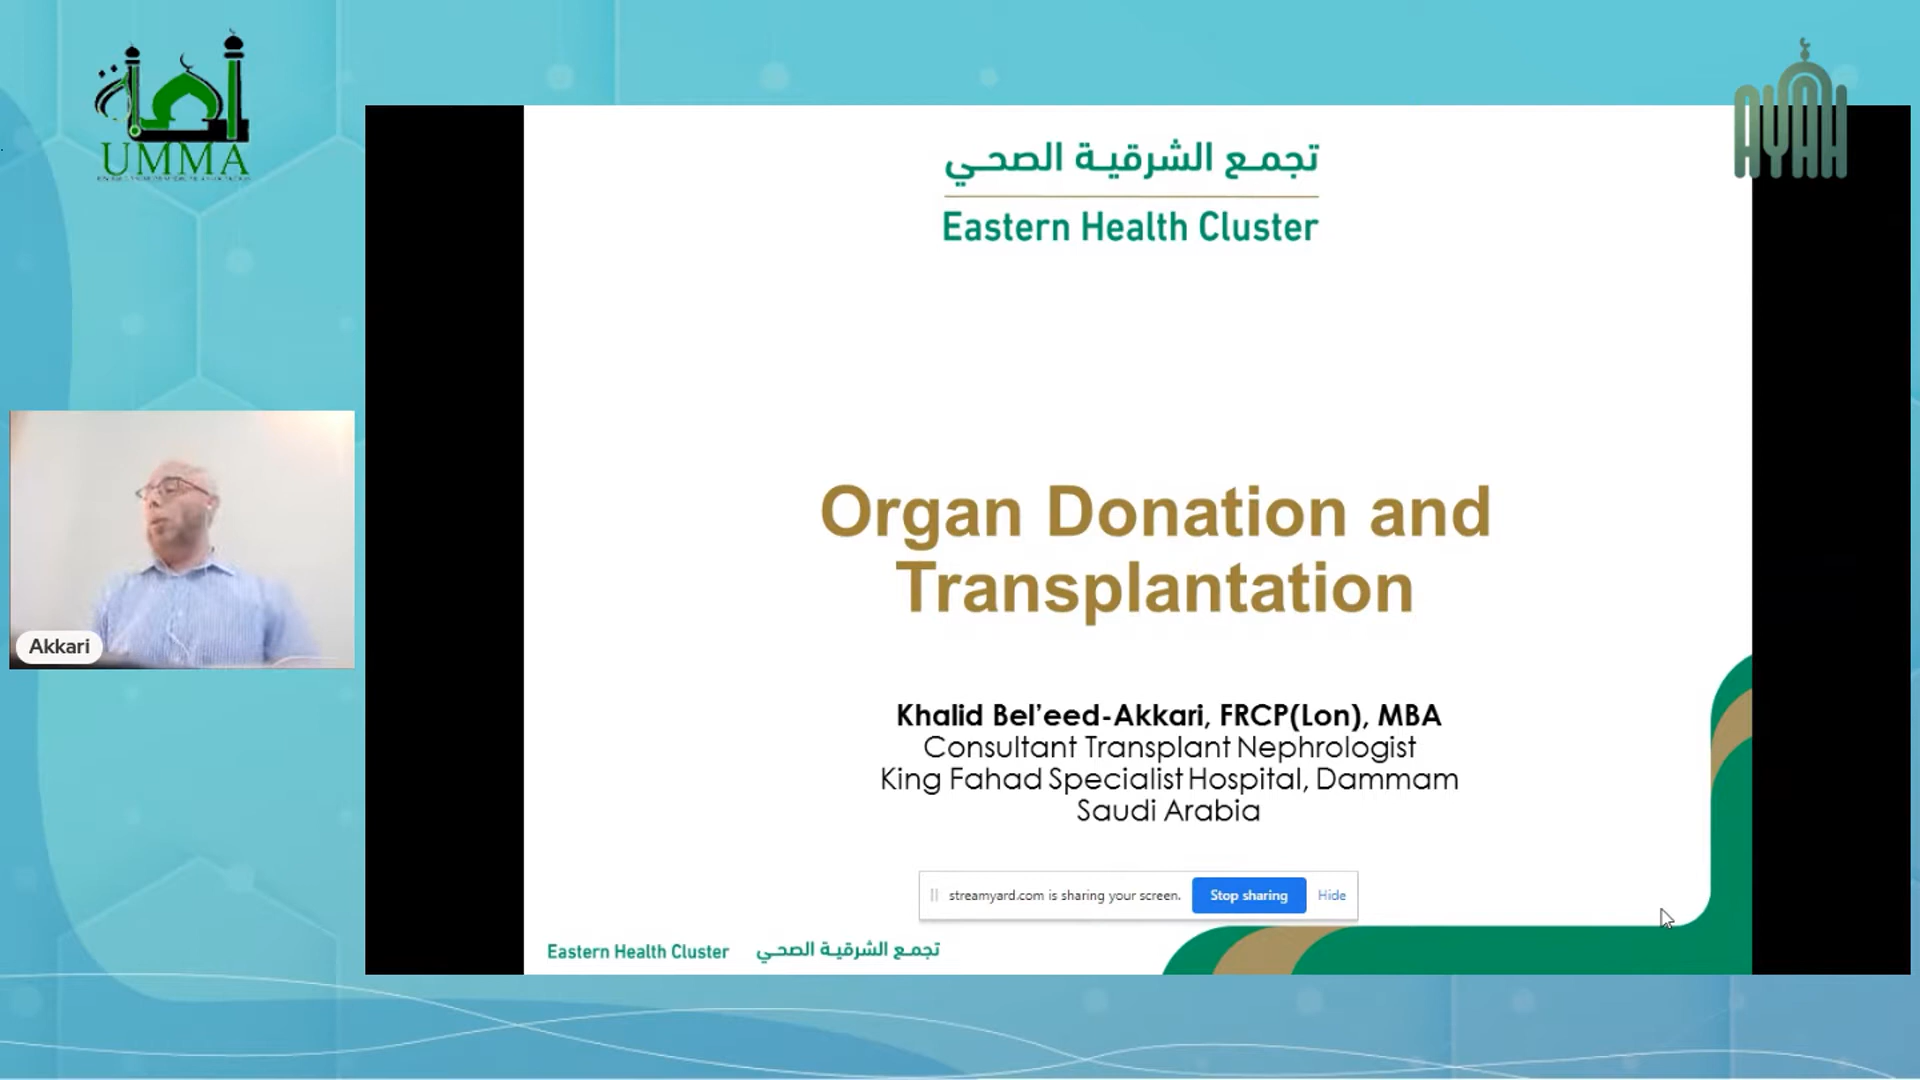 أمة
UMMA
AYAH
تجمع الشرقية الصحي
Eastern Health Cluster
Organ Donation and
Transplantation
Khalid Bel’eed-Akkari, FRCP(Lon), MBA
Consultant Transplant Nephrologist
King Fahad Specialist Hospital, Dammam
Saudi Arabia
Akkari
streamyard.com is sharing your screen. Stop sharing Hide
Eastern Health Cluster تجمع الشرقية الصحي